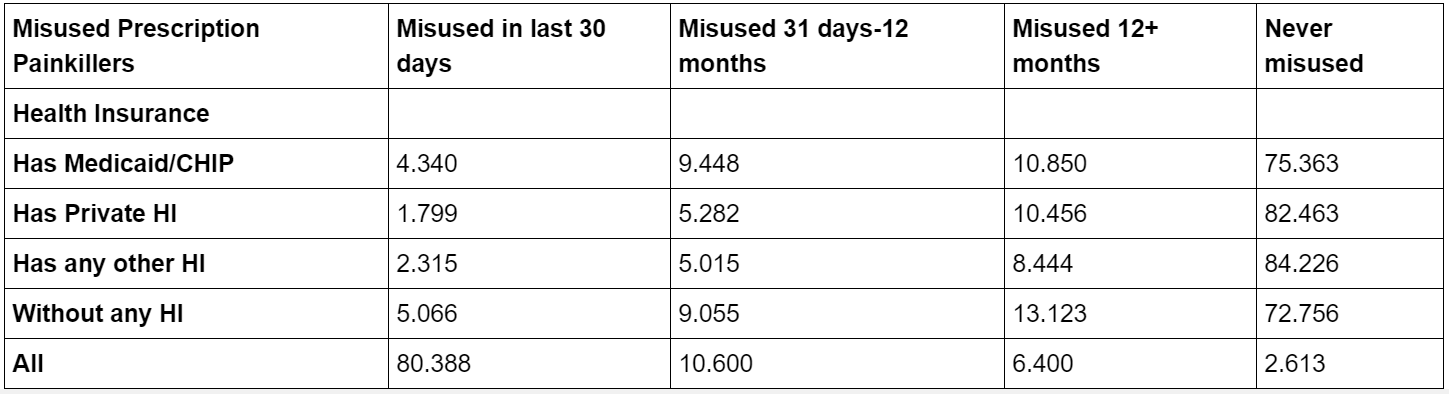 Misused Prescription Painkillers | Misused in last 30 days | Misused 31 days-12 months | Misused 12+ months | Never misused
Health Insurance
Has Medicaid/CHIP | 4.340 | 9.448 | 10.850 | 75.363
Has Private HI | 1.799 | 5.282 | 10.456 | 82.463
Has any other HI | 2.315 | 5.015 | 8.444 | 84.226
Without any HI | 5.066 | 9.055 | 13.123 | 72.756
All | 80.388 | 10.600 | 6.400 | 2.613